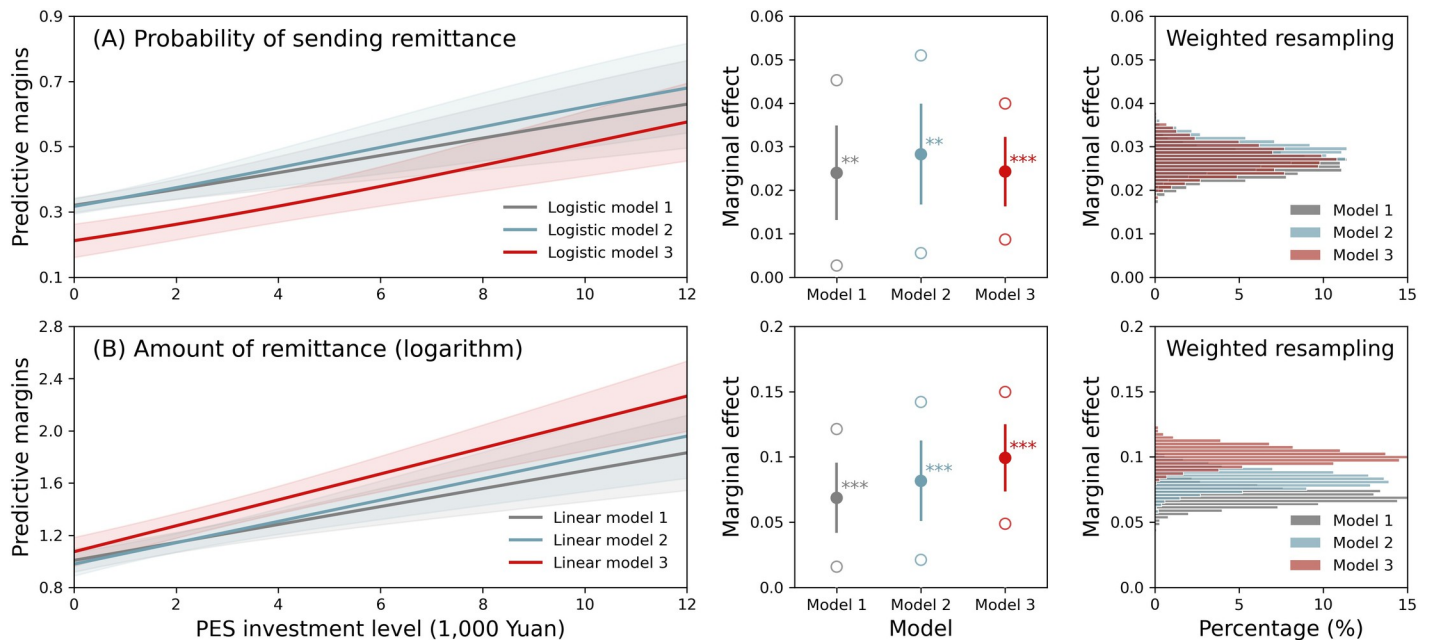 (A) Probability of sending remittance
Predictive margins
0.9
0.7
0.5
0.3
0.1
Logistic model 1
Logistic model 2
Logistic model 3
0 2 4 6 8 10 12
Marginal effect
0.06
0.05
0.04
0.03
0.02
0.01
0.00
** ** ***
Model 1 Model 2 Model 3
Weighted resampling
Marginal effect
0.06
0.05
0.04
0.03
0.02
0.01
0.00
Model 1
Model 2
Model 3
0 5 10 15
(B) Amount of remittance (logarithm)
Predictive margins
2.8
2.4
2.0
1.6
1.2
0.8
Linear model 1
Linear model 2
Linear model 3
0 2 4 6 8 10 12
PES investment level (1,000 Yuan)
Marginal effect
0.2
0.15
0.1
0.05
0.0
*** *** ***
Model 1 Model 2 Model 3
Model
Weighted resampling
Marginal effect
0.2
0.15
0.1
0.05
0.0
Model 1
Model 2
Model 3
0 5 10 15
Percentage (%)